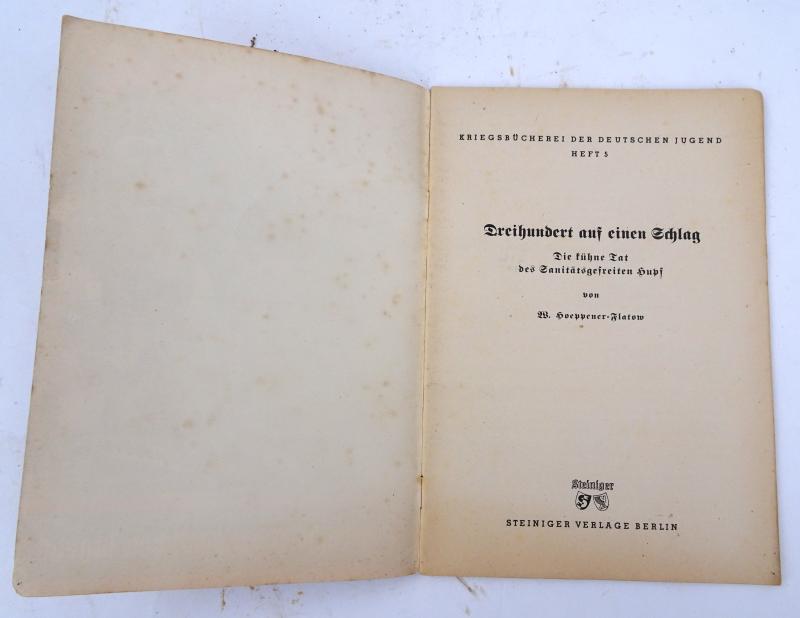 KRIEGSBÜCHEREI DER DEUTSCHEN JUGEND
HEFT 5
Dreihundert auf einen Schlag
Die kühne Tat
des Sanitätsgefreiten Hupf
von
W. Hoeppener-Flatow
Steiniger
STEINIGER VERLAGE BERLIN